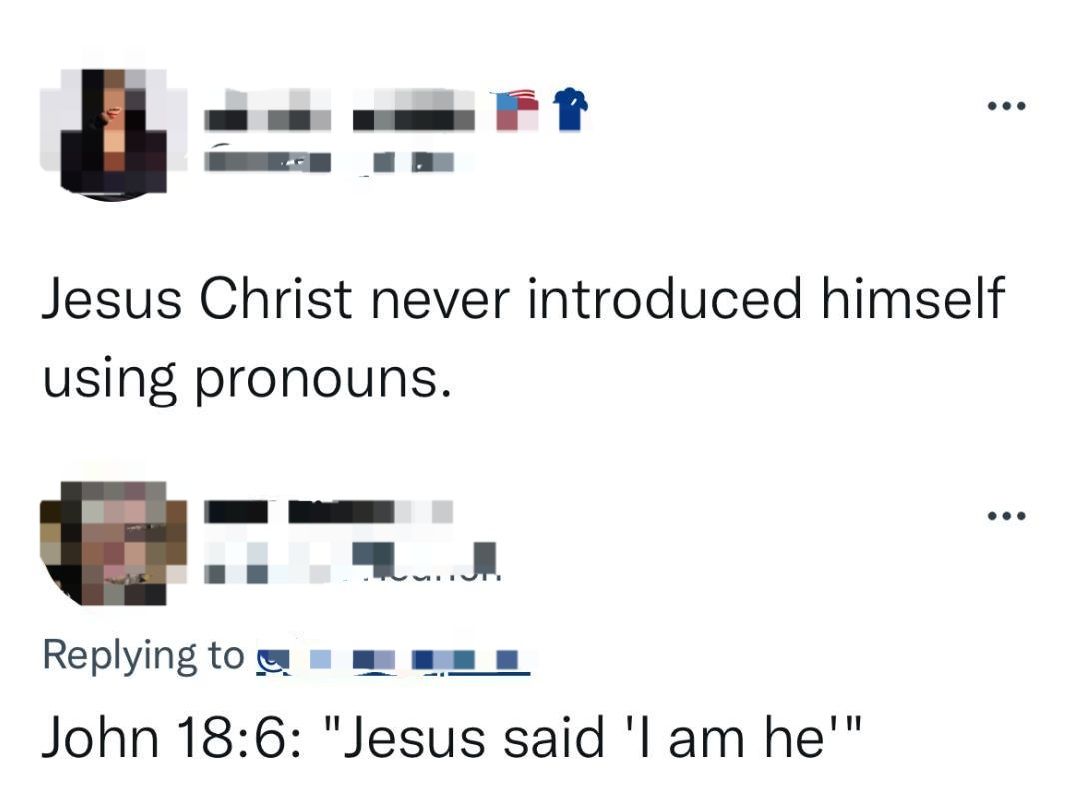 Jesus Christ never introduced himself
using pronouns.
Replying to
John 18:6: "Jesus said 'I am he'"